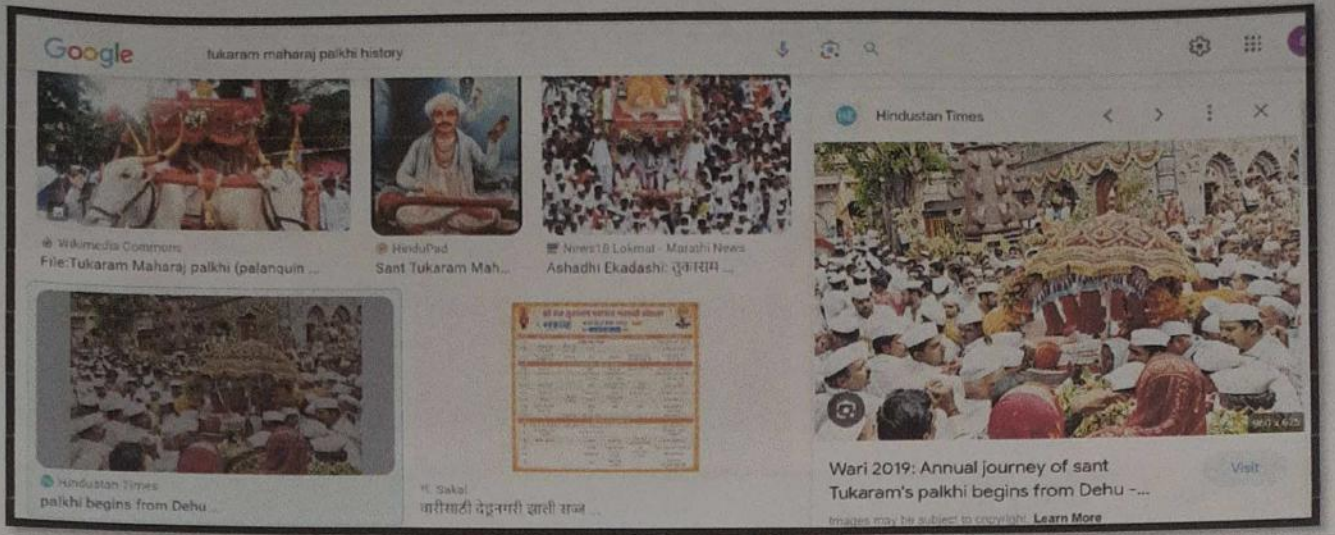 Google
tukaram maharaj palkhi history
Wikimedia Commons
File:Tukaram Maharaj palkhi (palanquin ...
HinduPad
Sant Tukaram Mah...
News18 Lokmat - Marathi News
Ashadhi Ekadashi: तुकाराम ...
Hindustan Times
palkhi begins from Dehu ...
Sakal
वारीसाठी देहूनगरी झाली सज्ज ...
Hindustan Times
960 x 625
Wari 2019: Annual journey of sant
Tukaram's palkhi begins from Dehu -...
Visit
Images may be subject to copyright. Learn More